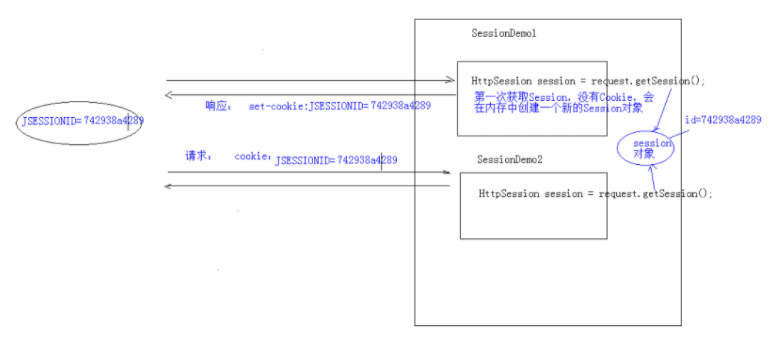 SessionDemo1
HttpSession session = request.getSession();
响应: set-cookie:JSESSIONID=742938a4289
第一次获取Session, 没有Cookie, 会
在内存中创建一个新的Session对象
JSESSIONID=742938a4289
id=742938a4289
session
对象
请求: cookie: JSESSIONID=742938a4289
SessionDemo2
HttpSession session = request.getSession();